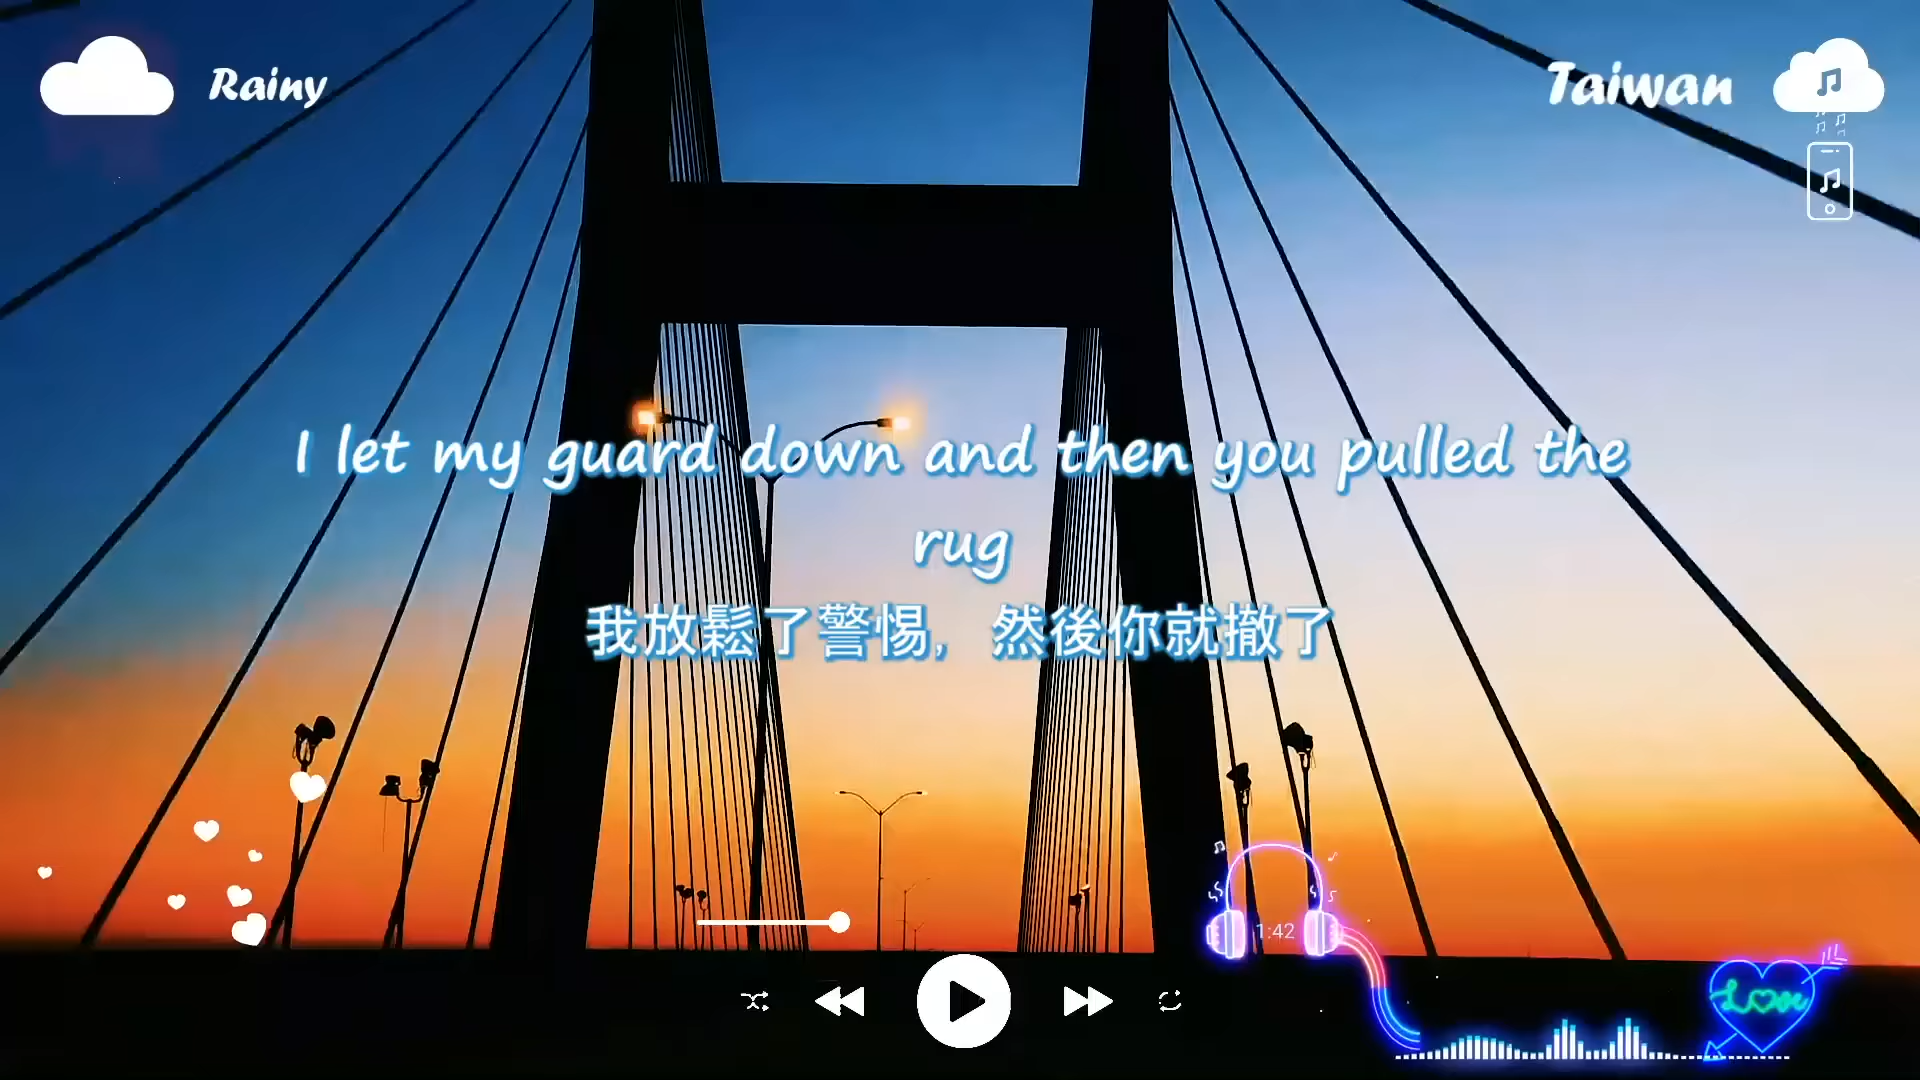 Rainy
Taiwan
I let my guard down and then you pulled the
rug
我放鬆了警惕，然後你就撤了
1:42
Love